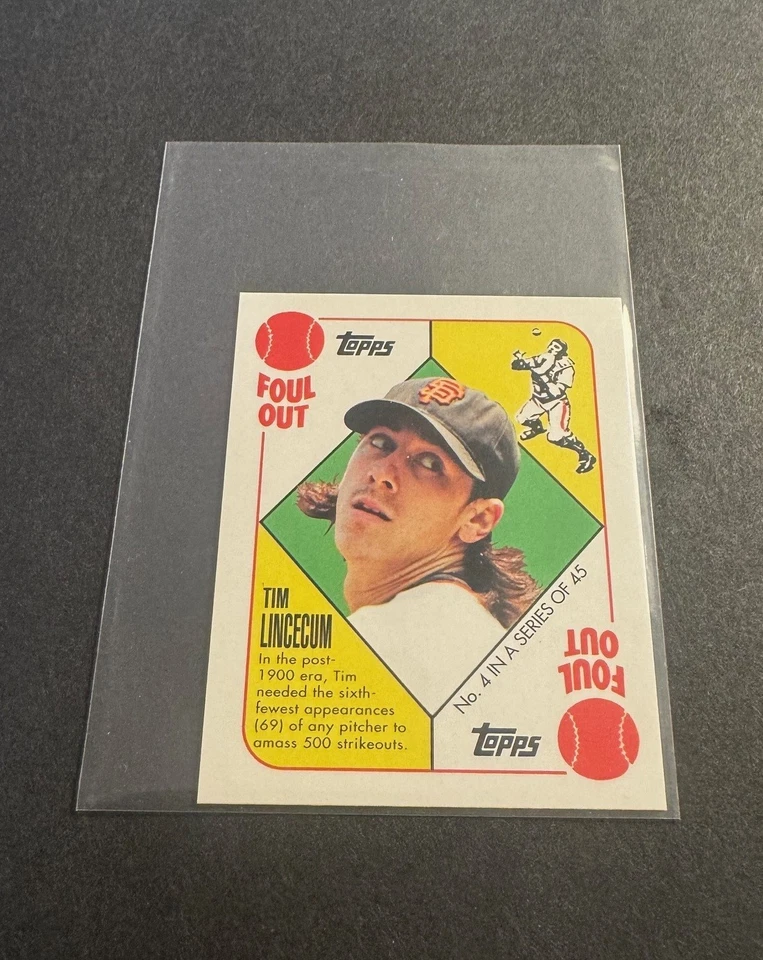 Topps
FOUL
OUT
SF
TIM
LINCECUM
In the post-
1900 era, Tim
needed the sixth-
fewest appearances
(69) of any pitcher to
amass 500 strikeouts.
No. 4 IN A SERIES OF 45
FOUL
OUT
Topps